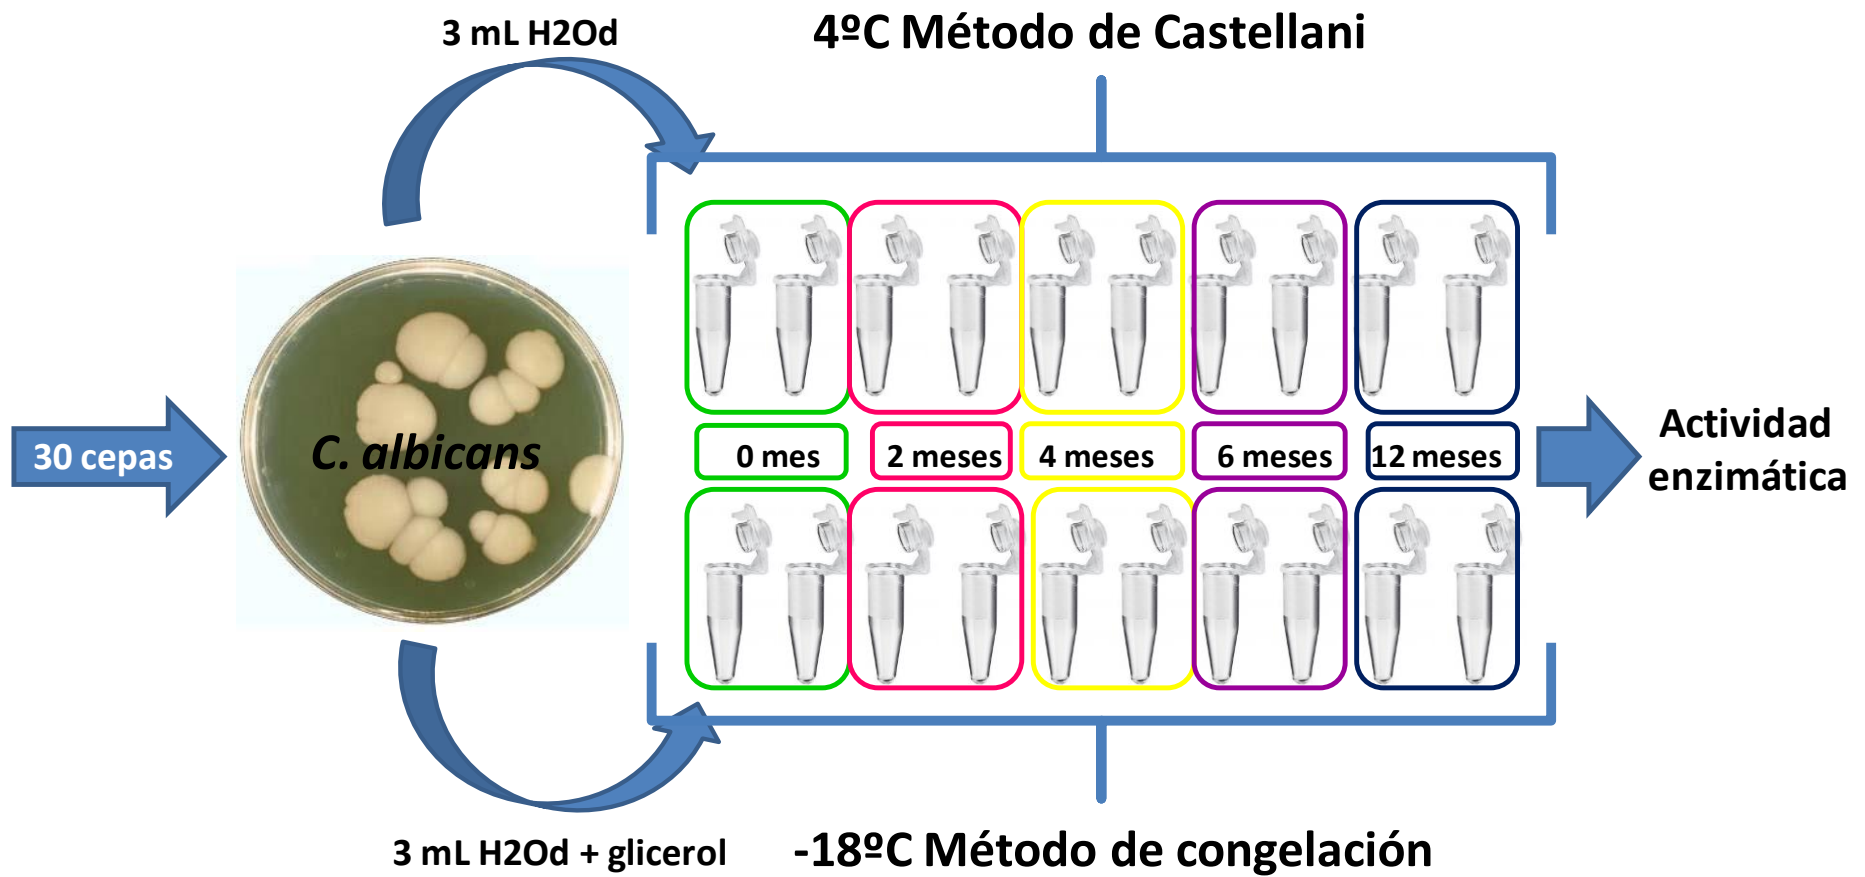 3 mL H2Od
4ºC Método de Castellani
30 cepas
C. albicans
0 mes
2 meses
4 meses
6 meses
12 meses
Actividad
enzimática
3 mL H2Od + glicerol
-18ºC Método de congelación